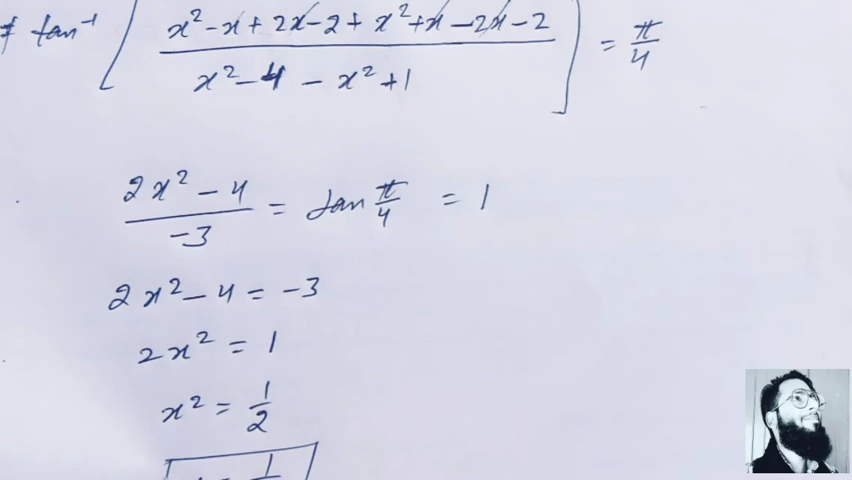 tan⁻¹ [ (x² - x + 2x - 2 + x² + x - 2x - 2) / (x² - 4 - x² + 1) ] = π/4
(2x² - 4) / -3 = tan π/4 = 1
2x² - 4 = -3
2x² = 1
x² = 1/2